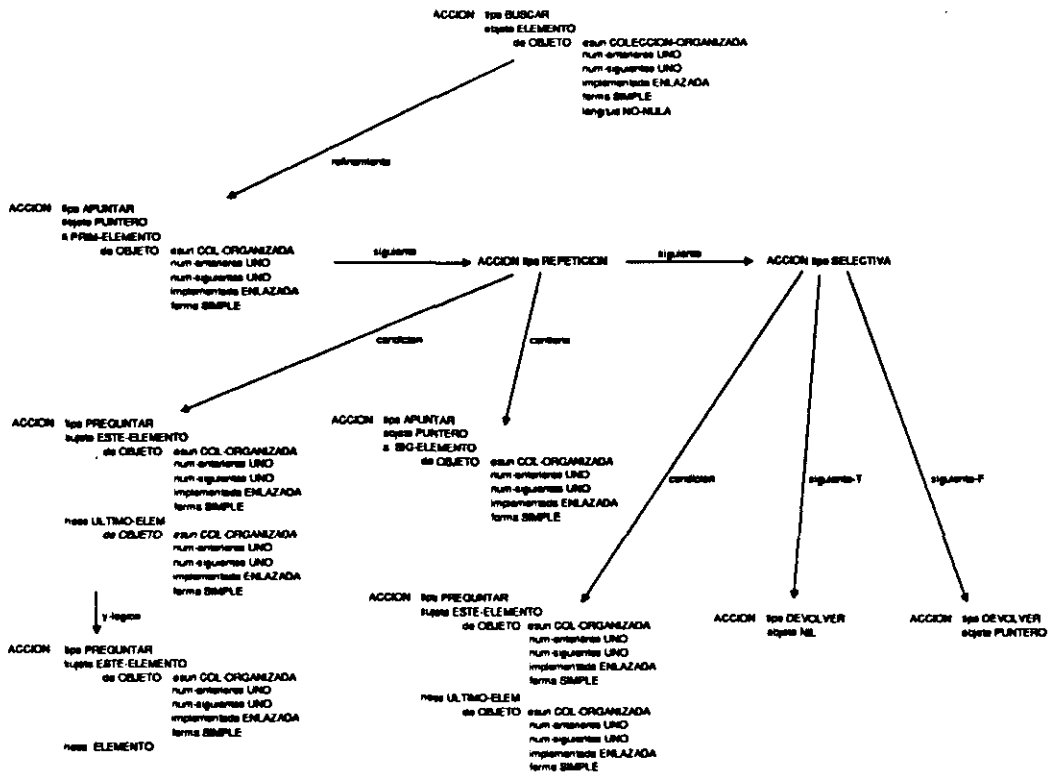 ACCION tipo BUSCAR
objeto ELEMENTO
de OBJETO esun COLECCION-ORGANIZADA
num-anteriores UNO
num-siguientes UNO
implementada ENLAZADA
forma SIMPLE
longitud NO-NULA
refinamiento
ACCION tipo APUNTAR
objeto PUNTERO
a PRIM-ELEMENTO
de OBJETO esun COL-ORGANIZADA
num-anteriores UNO
num-siguientes UNO
implementada ENLAZADA
forma SIMPLE
siguiente
ACCION tipo REPETICION
siguiente
ACCION tipo SELECTIVA
condicion
contiene
ACCION tipo PREGUNTAR
sujeto ESTE-ELEMENTO
de OBJETO esun COL-ORGANIZADA
num-anteriores UNO
num-siguientes UNO
implementada ENLAZADA
forma SIMPLE
noes ULTIMO-ELEM
de OBJETO esun COL-ORGANIZADA
num-anteriores UNO
num-siguientes UNO
implementada ENLAZADA
forma SIMPLE
y-logico
ACCION tipo PREGUNTAR
sujeto ESTE-ELEMENTO
de OBJETO esun COL-ORGANIZADA
num-anteriores UNO
num-siguientes UNO
implementada ENLAZADA
forma SIMPLE
noes ELEMENTO
ACCION tipo APUNTAR
objeto PUNTERO
a SIG-ELEMENTO
de OBJETO esun COL-ORGANIZADA
num-anteriores UNO
num-siguientes UNO
implementada ENLAZADA
forma SIMPLE
condicion
siguiente-T
siguiente-F
ACCION tipo PREGUNTAR
sujeto ESTE-ELEMENTO
de OBJETO esun COL-ORGANIZADA
num-anteriores UNO
num-siguientes UNO
implementada ENLAZADA
forma SIMPLE
noes ULTIMO-ELEM
de OBJETO esun COL-ORGANIZADA
num-anteriores UNO
num-siguientes UNO
implementada ENLAZADA
forma SIMPLE
ACCION tipo DEVOLVER
objeto NIL
ACCION tipo DEVOLVER
objeto PUNTERO